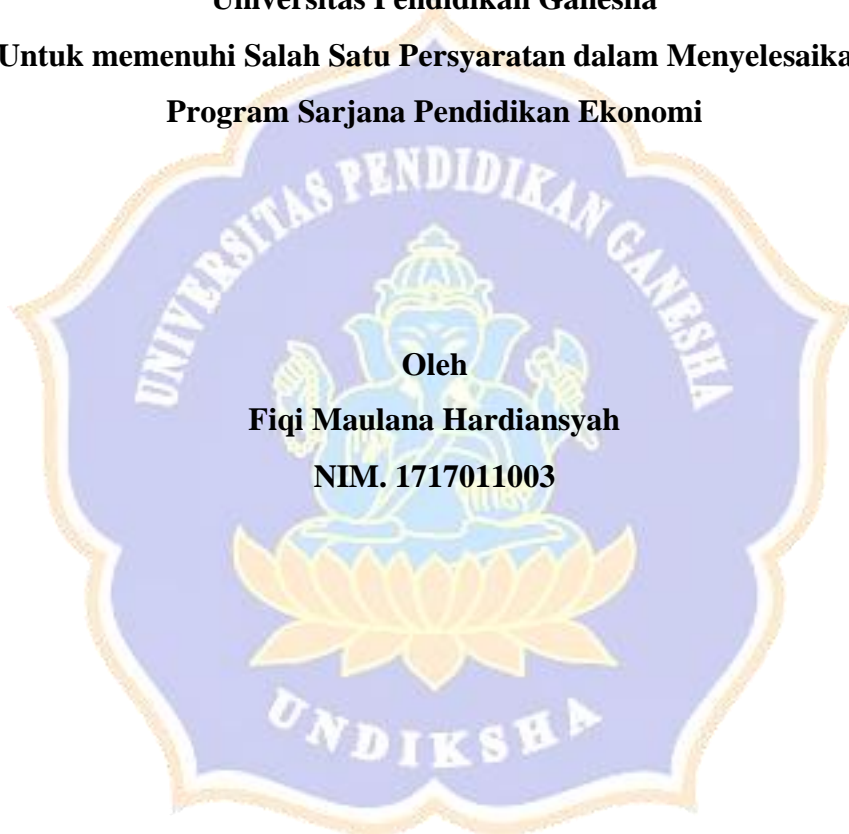 Universitas Pendidikan Ganesha
Untuk memenuhi Salah Satu Persyaratan dalam Menyelesaika
Program Sarjana Pendidikan Ekonomi
UNIVERSITAS PENDIDIKAN GANESHA
Oleh
Fiqi Maulana Hardiansyah
NIM. 1717011003
UNDIKSHA